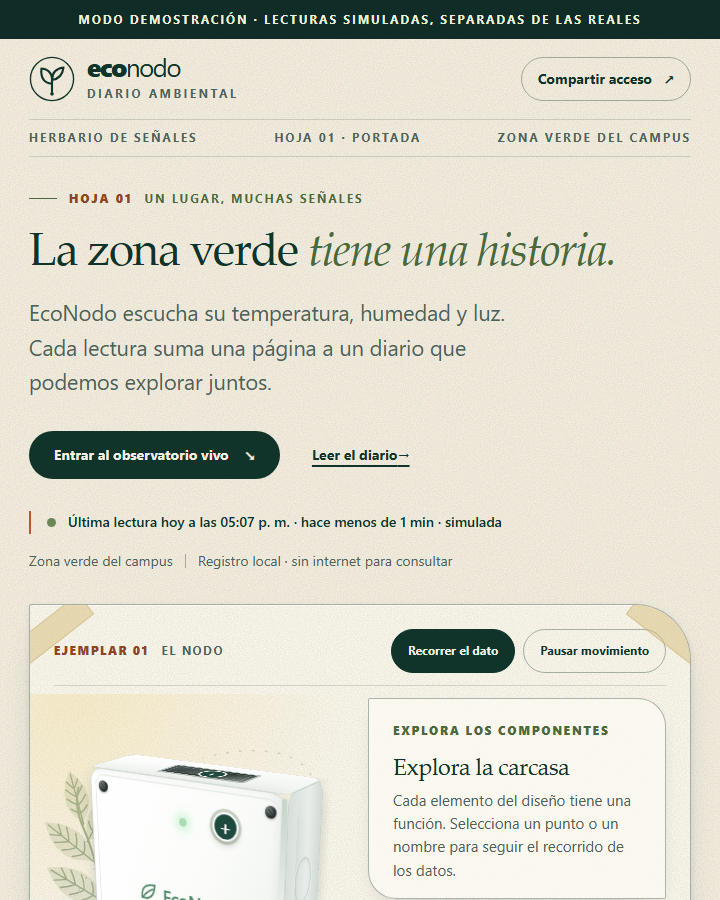 MODO DEMOSTRACIÓN · LECTURAS SIMULADAS, SEPARADAS DE LAS REALES
econodo
DIARIO AMBIENTAL
Compartir acceso ↗
HERBARIO DE SEÑALES
HOJA 01 · PORTADA
ZONA VERDE DEL CAMPUS
HOJA 01 UN LUGAR, MUCHAS SEÑALES
La zona verde tiene una historia.
EcoNodo escucha su temperatura, humedad y luz.
Cada lectura suma una página a un diario que
podemos explorar juntos.
Entrar al observatorio vivo ↘
Leer el diario→
Última lectura hoy a las 05:07 p. m. · hace menos de 1 min · simulada
Zona verde del campus
Registro local · sin internet para consultar
EJEMPLAR 01 EL NODO
Recorrer el dato
Pausar movimiento
EXPLORA LOS COMPONENTES
Explora la carcasa
Cada elemento del diseño tiene una
función. Selecciona un punto o un
nombre para seguir el recorrido de
los datos.